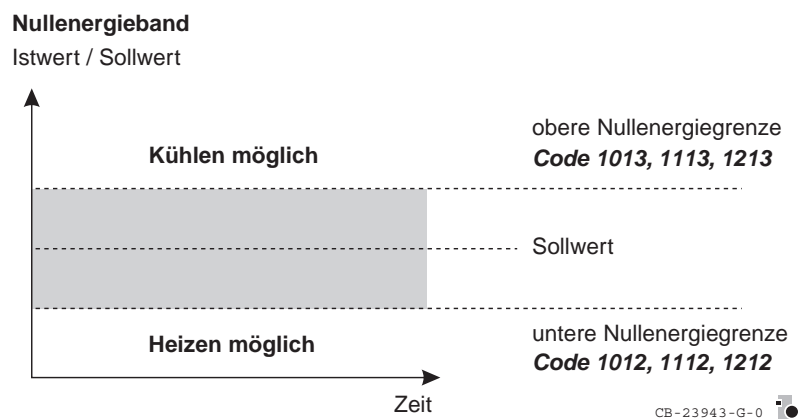 Nullenergieband
Istwert / Sollwert
obere Nullenergiegrenze
Kühlen möglich
Code 1013, 1113, 1213
Sollwert
untere Nullenergiegrenze
Heizen möglich
Code 1012, 1112, 1212
Zeit
CB-23943-G-0